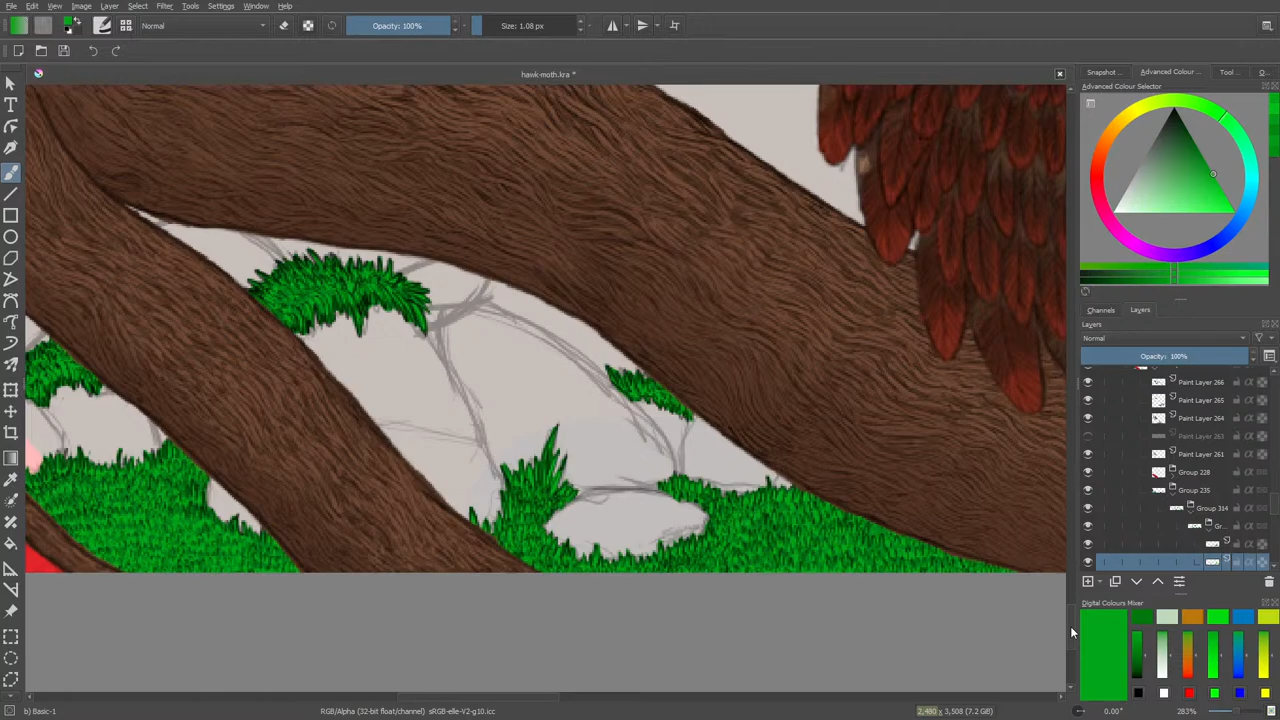 File Edit View Image Layer Select Filter Tools Settings Window Help
Normal Opacity: 100% Size: 1.08 px
hawk-moth.kra *
Snapshot ... Advanced Colour ... Tool ... O...
Advanced Colour Selector
Channels Layers
Layers
Normal
Opacity: 100%
Paint Layer 266
Paint Layer 265
Paint Layer 264
Paint Layer 263
Paint Layer 261
Group 228
Group 235
Group 314
Gr...
Digital Colours Mixer
b) Basic-1 RGB/Alpha (32-bit float/channel) sRGB-elle-V2-g10.icc 2,480 x 3,508 (7.2 GB) 0.00° 283%